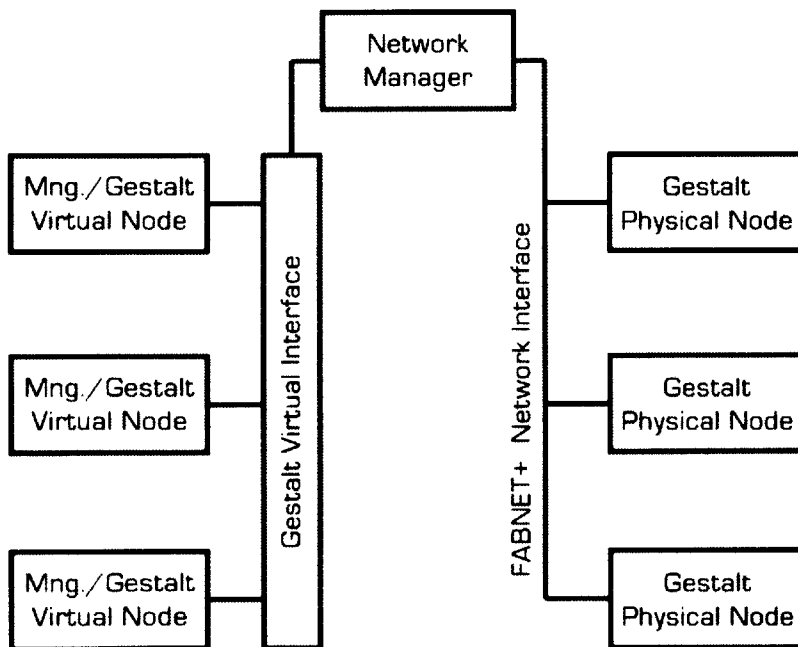 Network
Manager
Mng./Gestalt
Virtual Node
Gestalt
Physical Node
Gestalt Virtual Interface
FABNET+ Network Interface
Mng./Gestalt
Virtual Node
Gestalt
Physical Node
Mng./Gestalt
Virtual Node
Gestalt
Physical Node